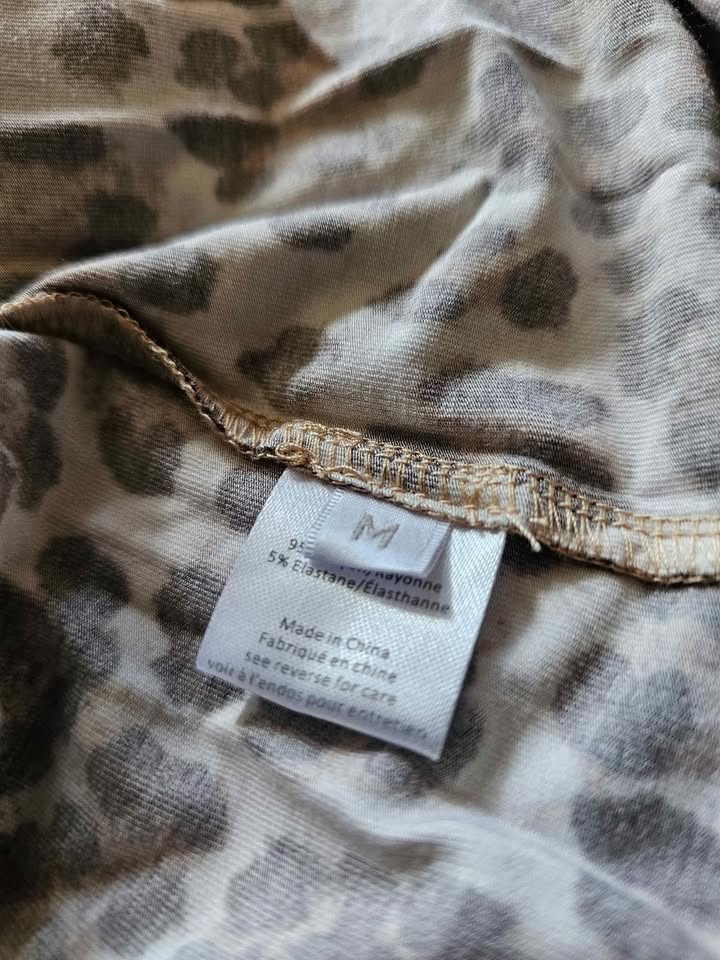 M
5% Elastane/Élasthanne
Made in China
Fabriqué en chine
see reverse for care
voir à l'endos pour entretien